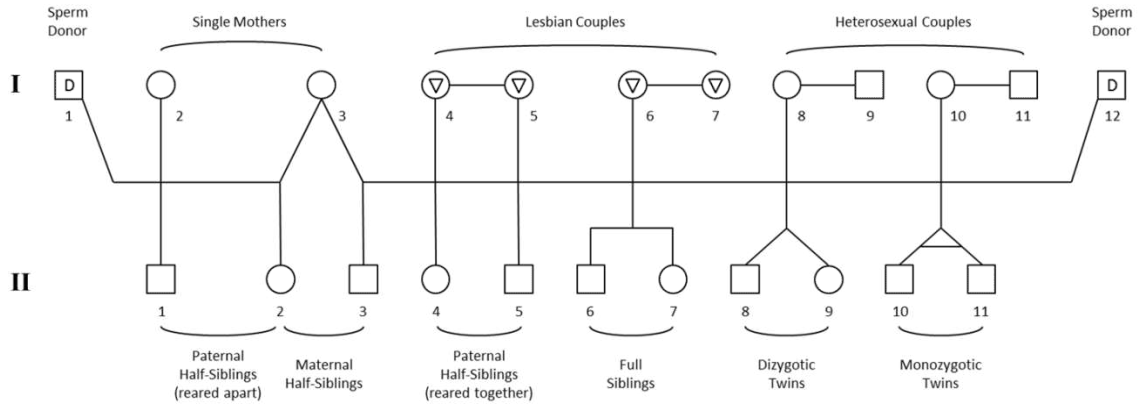 Sperm
Donor
Single Mothers
Lesbian Couples
Heterosexual Couples
Sperm
Donor
I
D
D
1
2
3
4
5
6
7
8
9
10
11
12
II
1
2
3
4
5
6
7
8
9
10
11
Paternal
Half-Siblings
(reared apart)
Maternal
Half-Siblings
Paternal
Half-Siblings
(reared together)
Full
Siblings
Dizygotic
Twins
Monozygotic
Twins